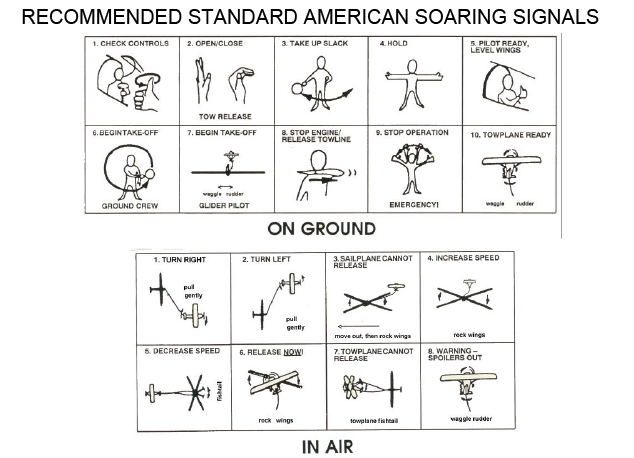 RECOMMENDED STANDARD AMERICAN SOARING SIGNALS
1. CHECK CONTROLS
2. OPEN/CLOSE
TOW RELEASE
3. TAKE UP SLACK
4. HOLD
5. PILOT READY,
LEVEL WINGS
6. BEGIN TAKE-OFF
GROUND CREW
7. BEGIN TAKE-OFF
waggle rudder
GLIDER PILOT
8. STOP ENGINE/
RELEASE TOWLINE
9. STOP OPERATION
EMERGENCY!
10. TOWPLANE READY
waggle rudder
ON GROUND
1. TURN RIGHT
pull
gently
2. TURN LEFT
pull
gently
3. SAILPLANE CANNOT
RELEASE
move out, then rock wings
4. INCREASE SPEED
rock wings
5. DECREASE SPEED
fishtail
6. RELEASE NOW!
rock wings
7. TOWPLANE CANNOT
RELEASE
towplane fishtail
8. WARNING –
SPOILERS OUT
waggle rudder
IN AIR